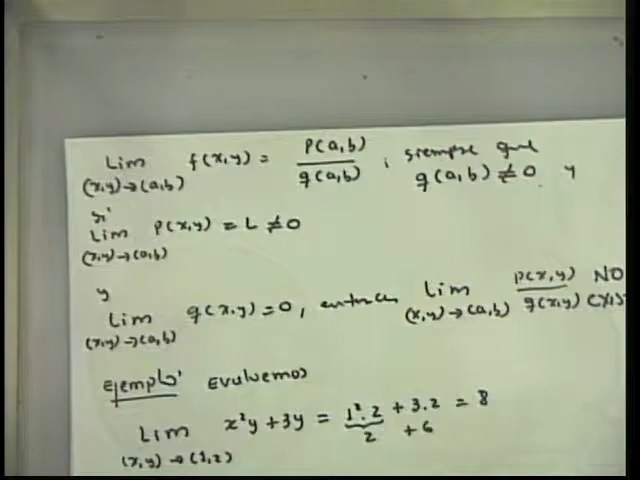 Lim f(x,y) = p(a,b) / q(a,b) , siempre que
(x,y)→(a,b) q(a,b) ≠ 0 y
si
Lim p(x,y) = L ≠ 0
(x,y)→(a,b)
y
Lim q(x,y) = 0, entonces Lim p(x,y) / q(x,y) NO
(x,y)→(a,b) (x,y)→(a,b) EXIS
Ejemplo Evaluemos
Lim x²y + 3y = 1².2 + 3.2 = 8
(x,y)→(1,2) 2 + 6